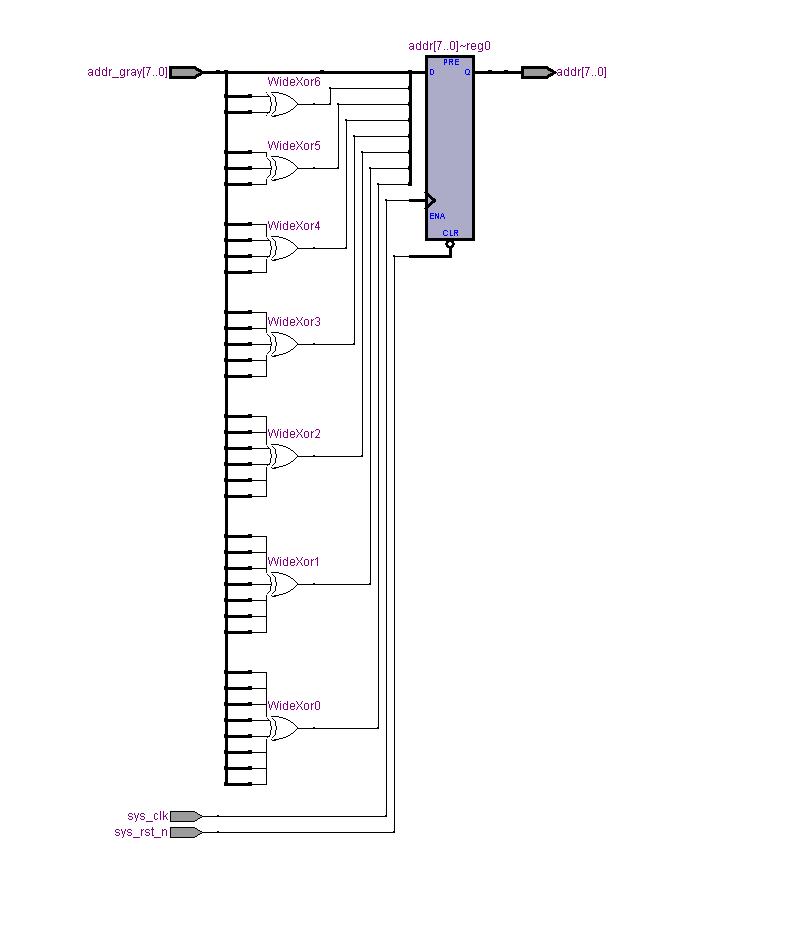 addr[7..0]~reg0
addr_gray[7..0]
PRE
D
Q
addr[7..0]
WideXor6
WideXor5
ENA
WideXor4
CLR
WideXor3
WideXor2
WideXor1
WideXor0
sys_clk
sys_rst_n